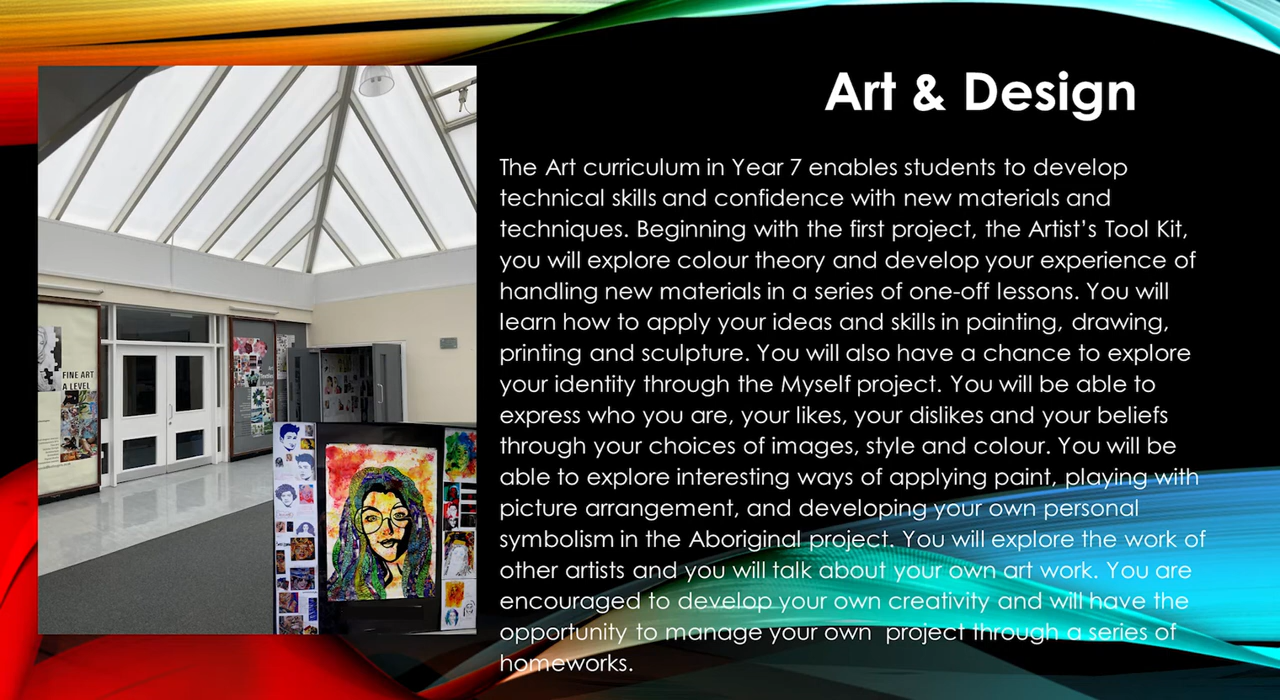 Art & Design
The Art curriculum in Year 7 enables students to develop
technical skills and confidence with new materials and
techniques. Beginning with the first project, the Artist's Tool Kit,
you will explore colour theory and develop your experience of
handling new materials in a series of one-off lessons. You will
learn how to apply your ideas and skills in painting, drawing,
printing and sculpture. You will also have a chance to explore
your identity through the Myself project. You will be able to
express who you are, your likes, your dislikes and your beliefs
through your choices of images, style and colour. You will be
able to explore interesting ways of applying paint, playing with
picture arrangement, and developing your own personal
symbolism in the Aboriginal project. You will explore the work of
other artists and you will talk about your own art work. You are
encouraged to develop your own creativity and will have the
opportunity to manage your own  project through a series of
homeworks.
FINE ART
A LEVEL